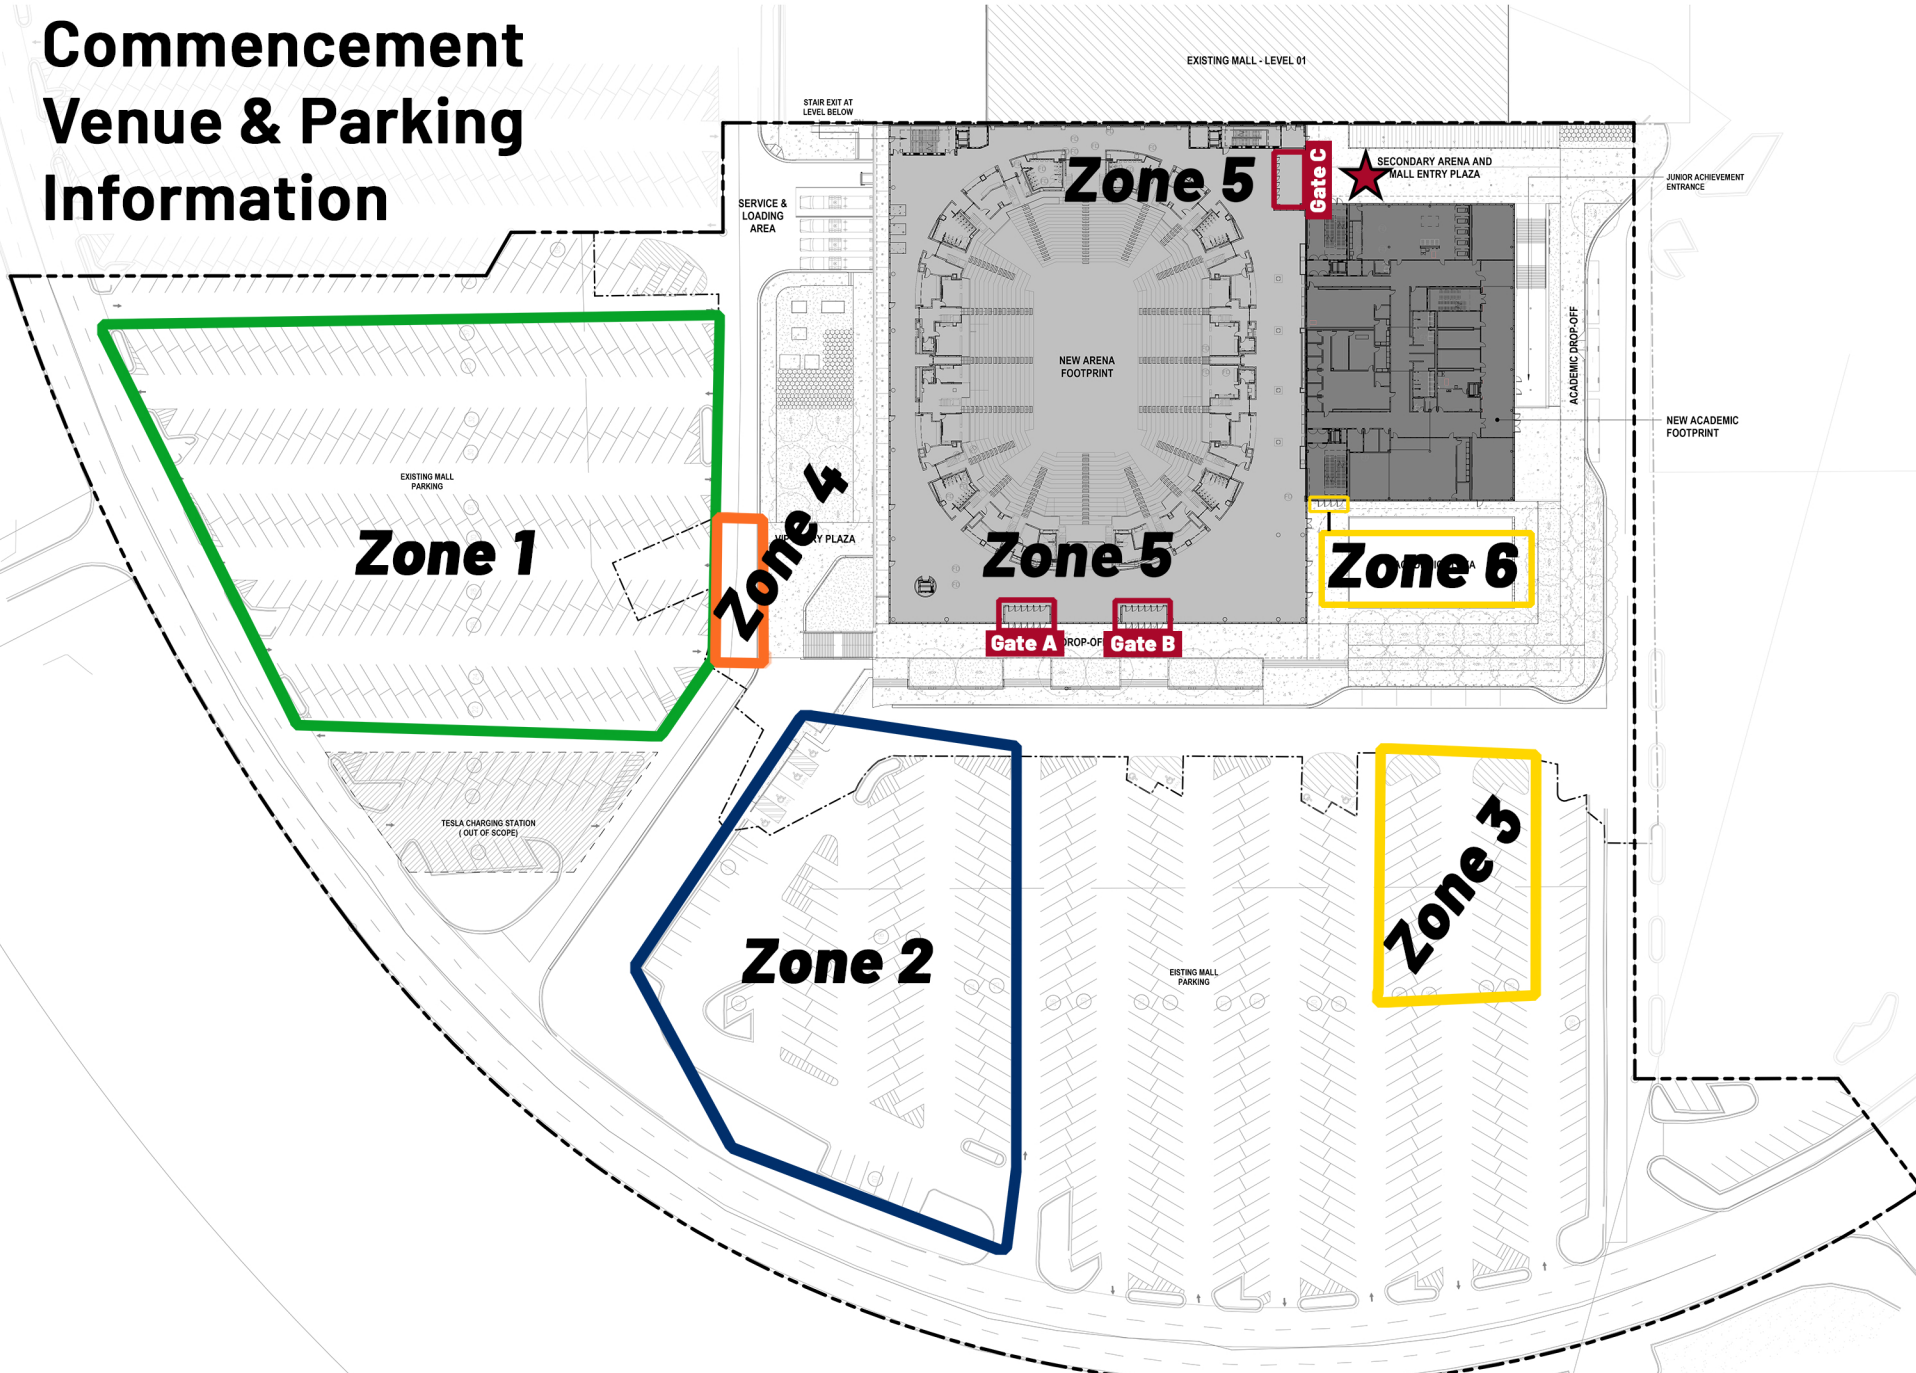 Commencement
Venue & Parking
Information
EXISTING MALL - LEVEL 01
STAIR EXIT AT
LEVEL BELOW
Zone 5
Gate C
SECONDARY ARENA AND
MALL ENTRY PLAZA
JUNIOR ACHIEVEMENT
ENTRANCE
SERVICE &
LOADING
AREA
NEW ARENA
FOOTPRINT
ACADEMIC DROP-OFF
NEW ACADEMIC
FOOTPRINT
EXISTING MALL
PARKING
Zone 1
Zone 4
PLAZA
Zone 5
Zone 6
Gate A
Gate B
TESLA CHARGING STATION
( OUT OF SCOPE)
Zone 3
Zone 2
EISTING MALL
PARKING